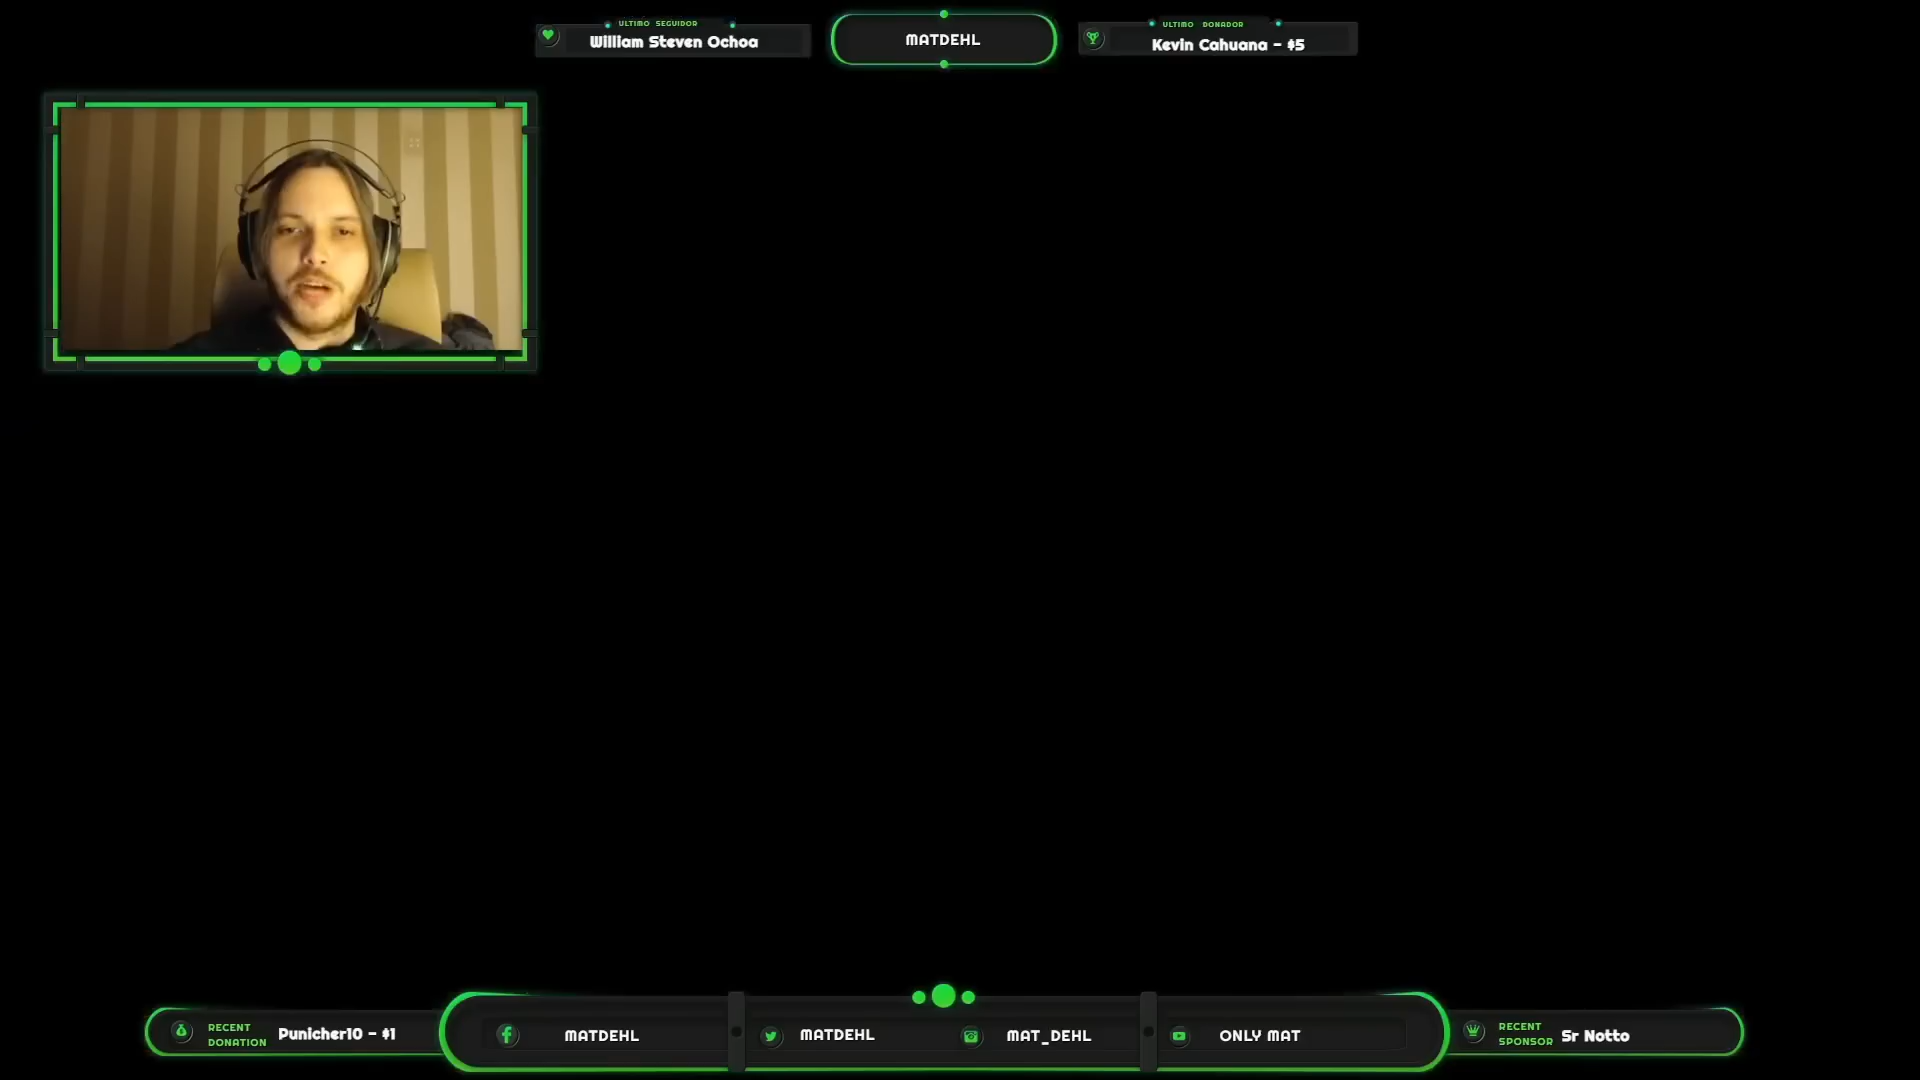 ULTIMO SEGUIDOR
William Steven Ochoa
MATDEHL
ULTIMO DONADOR
Kevin Cahuana - $5
RECENT
DONATION
Punicher10 - $1
MATDEHL
MATDEHL
MAT_DEHL
ONLY MAT
RECENT
SPONSOR
Sr Notto